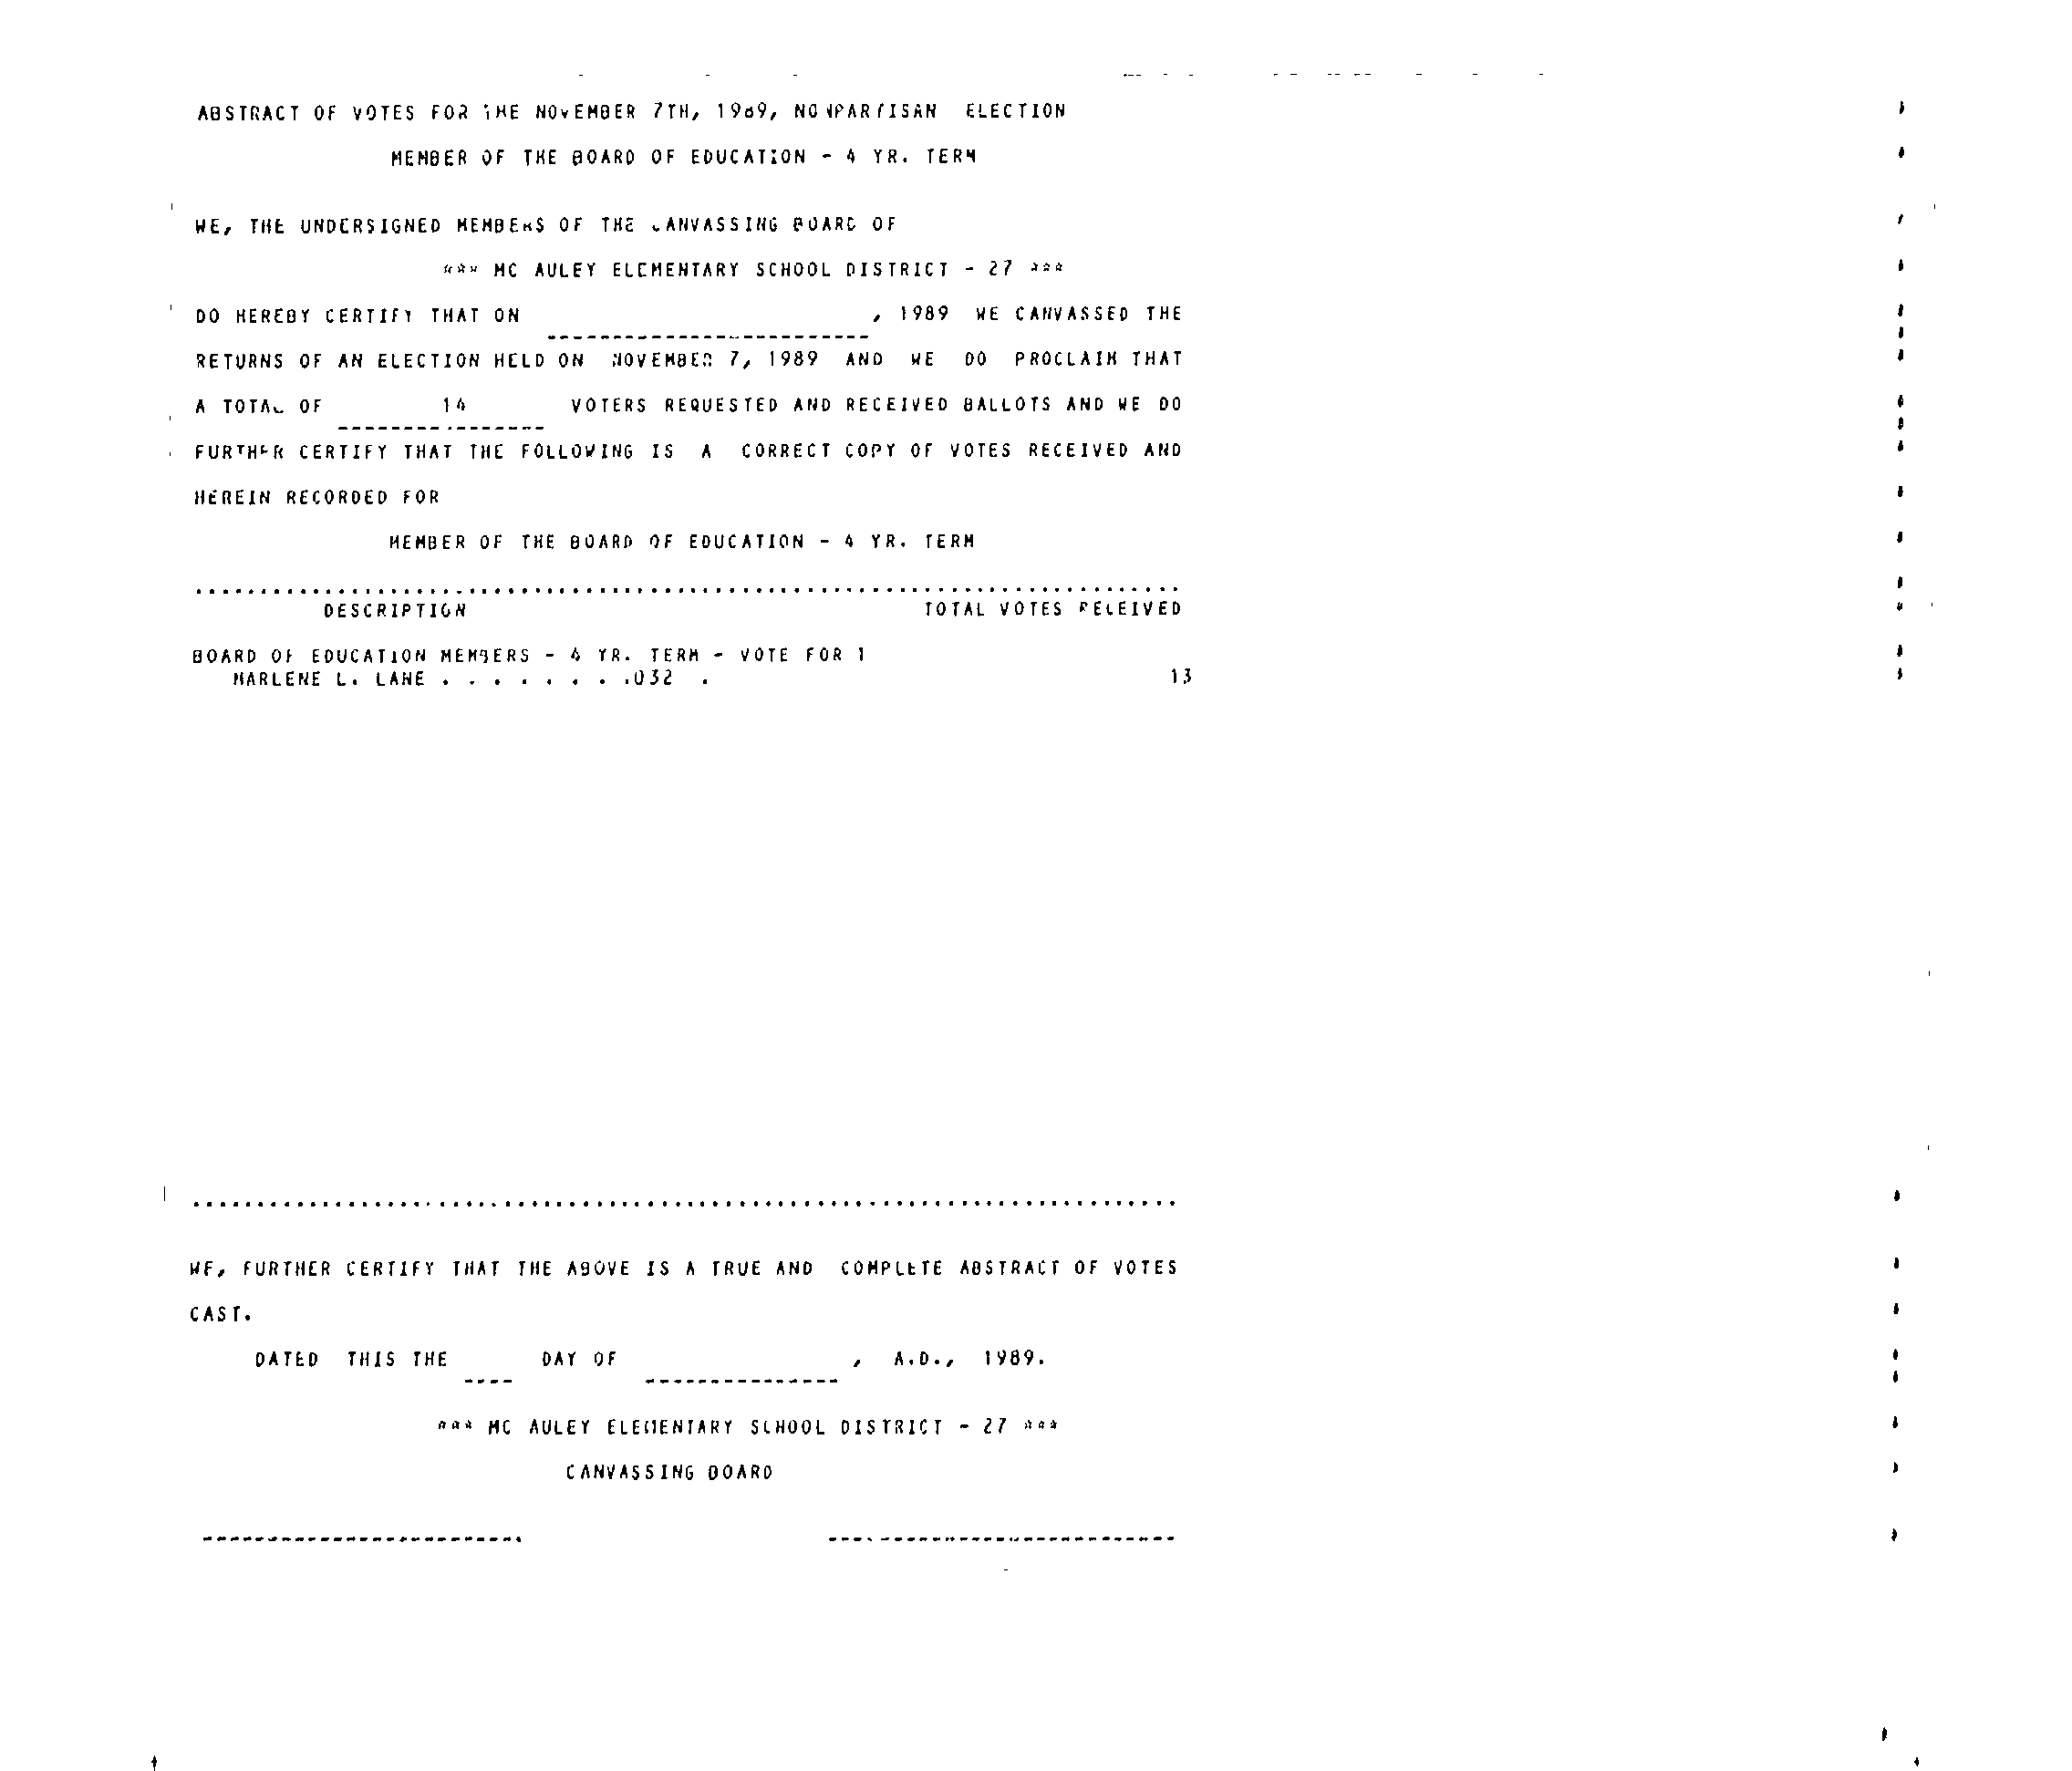 ABSTRACT OF VOTES FOR THE NOVEMBER 7TH, 1989, NONPARTISAN ELECTION
MEMBER OF THE BOARD OF EDUCATION - 4 YR. TERM
WE, THE UNDERSIGNED MEMBERS OF THE CANVASSING BOARD OF
*** MC AULEY ELEMENTARY SCHOOL DISTRICT - 27 ***
DO HEREBY CERTIFY THAT ON , 1989 WE CANVASSED THE
RETURNS OF AN ELECTION HELD ON NOVEMBER 7, 1989 AND WE DO PROCLAIM THAT
A TOTAL OF 14 VOTERS REQUESTED AND RECEIVED BALLOTS AND WE DO
FURTHER CERTIFY THAT THE FOLLOWING IS A CORRECT COPY OF VOTES RECEIVED AND
HEREIN RECORDED FOR
MEMBER OF THE BOARD OF EDUCATION - 4 YR. TERM
DESCRIPTION TOTAL VOTES RECEIVED
BOARD OF EDUCATION MEMBERS - 4 YR. TERM - VOTE FOR 1
MARLENE L. LANE . . . . . . . .032 . 13
WE, FURTHER CERTIFY THAT THE ABOVE IS A TRUE AND COMPLETE ABSTRACT OF VOTES
CAST.
DATED THIS THE ---- DAY OF --------------- , A.D., 1989.
*** MC AULEY ELEMENTARY SCHOOL DISTRICT - 27 ***
CANVASSING BOARD